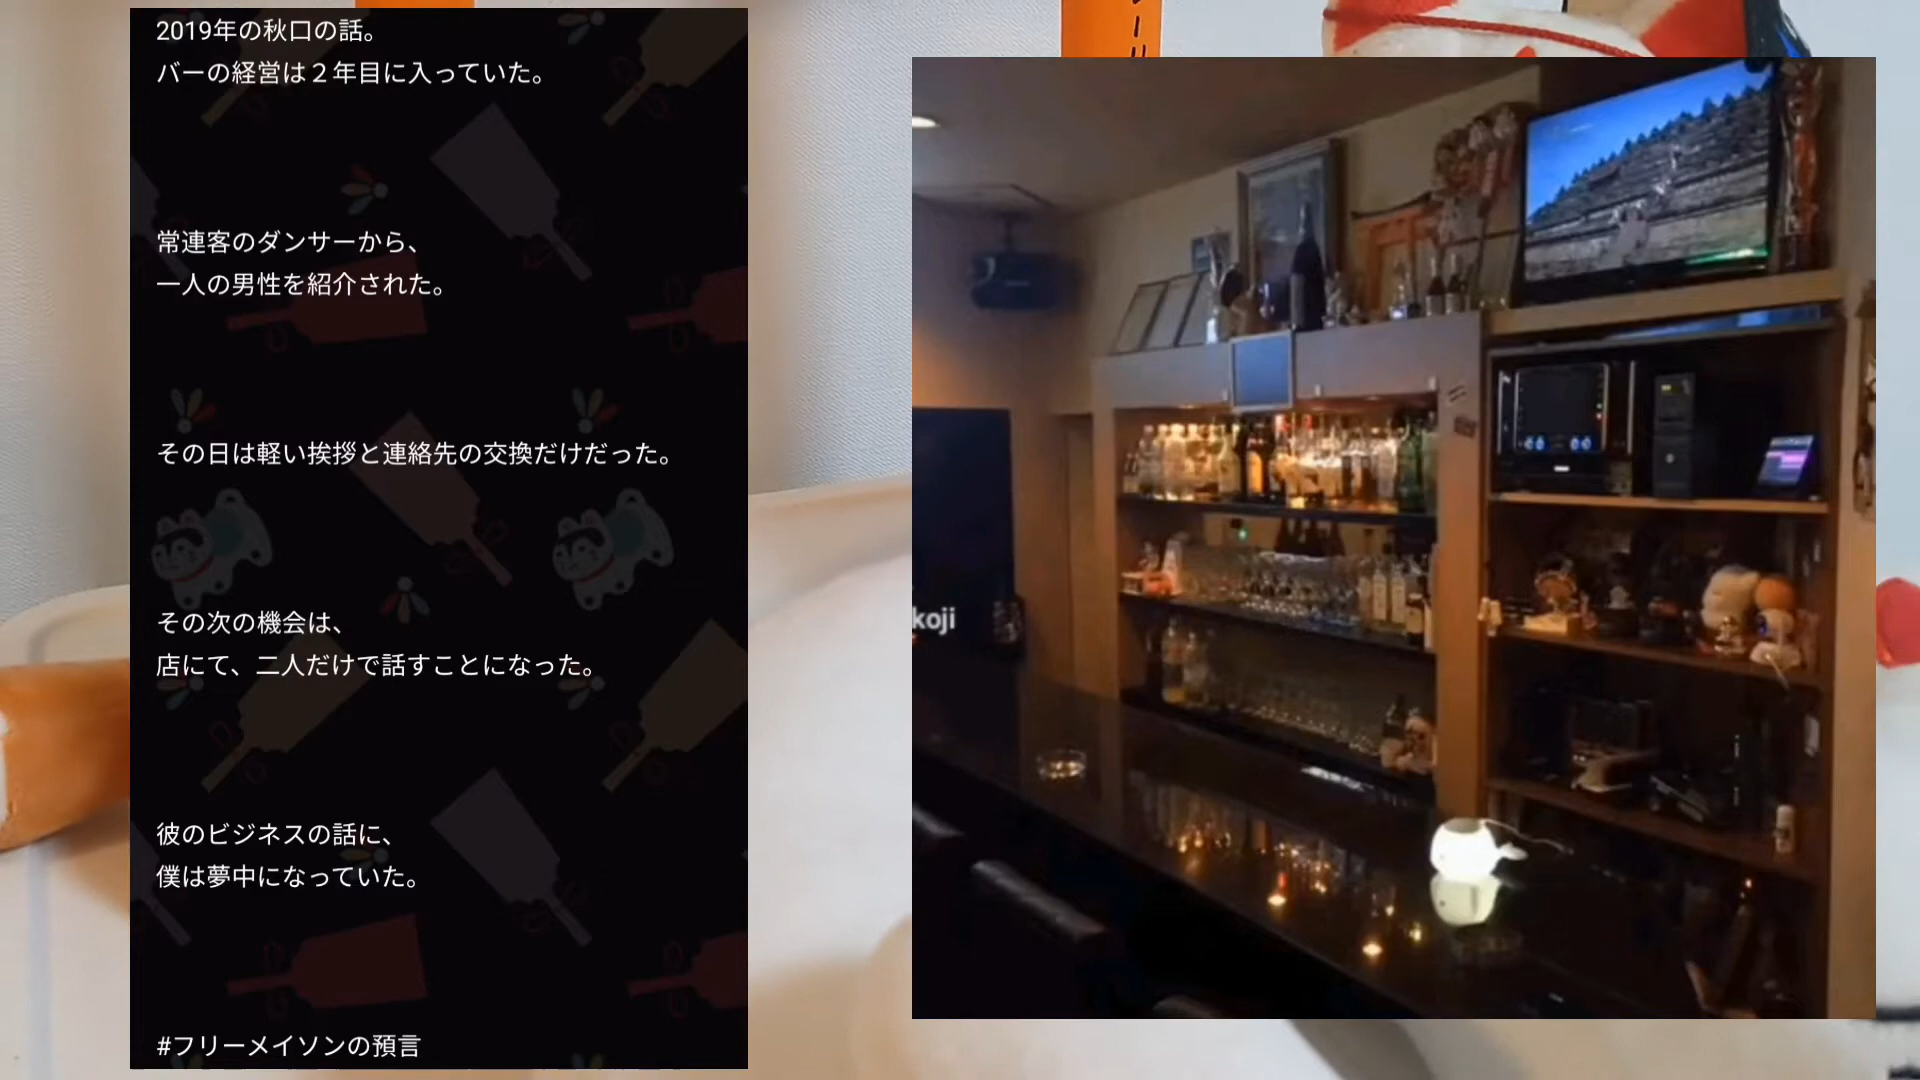 2019年の秋口の話。
バーの経営は２年目に入っていた。
常連客のダンサーから、
一人の男性を紹介された。
その日は軽い挨拶と連絡先の交換だけだった。
その次の機会は、
店にて、二人だけで話すことになった。
彼のビジネスの話に、
僕は夢中になっていた。
#フリーメイソンの預言
koji